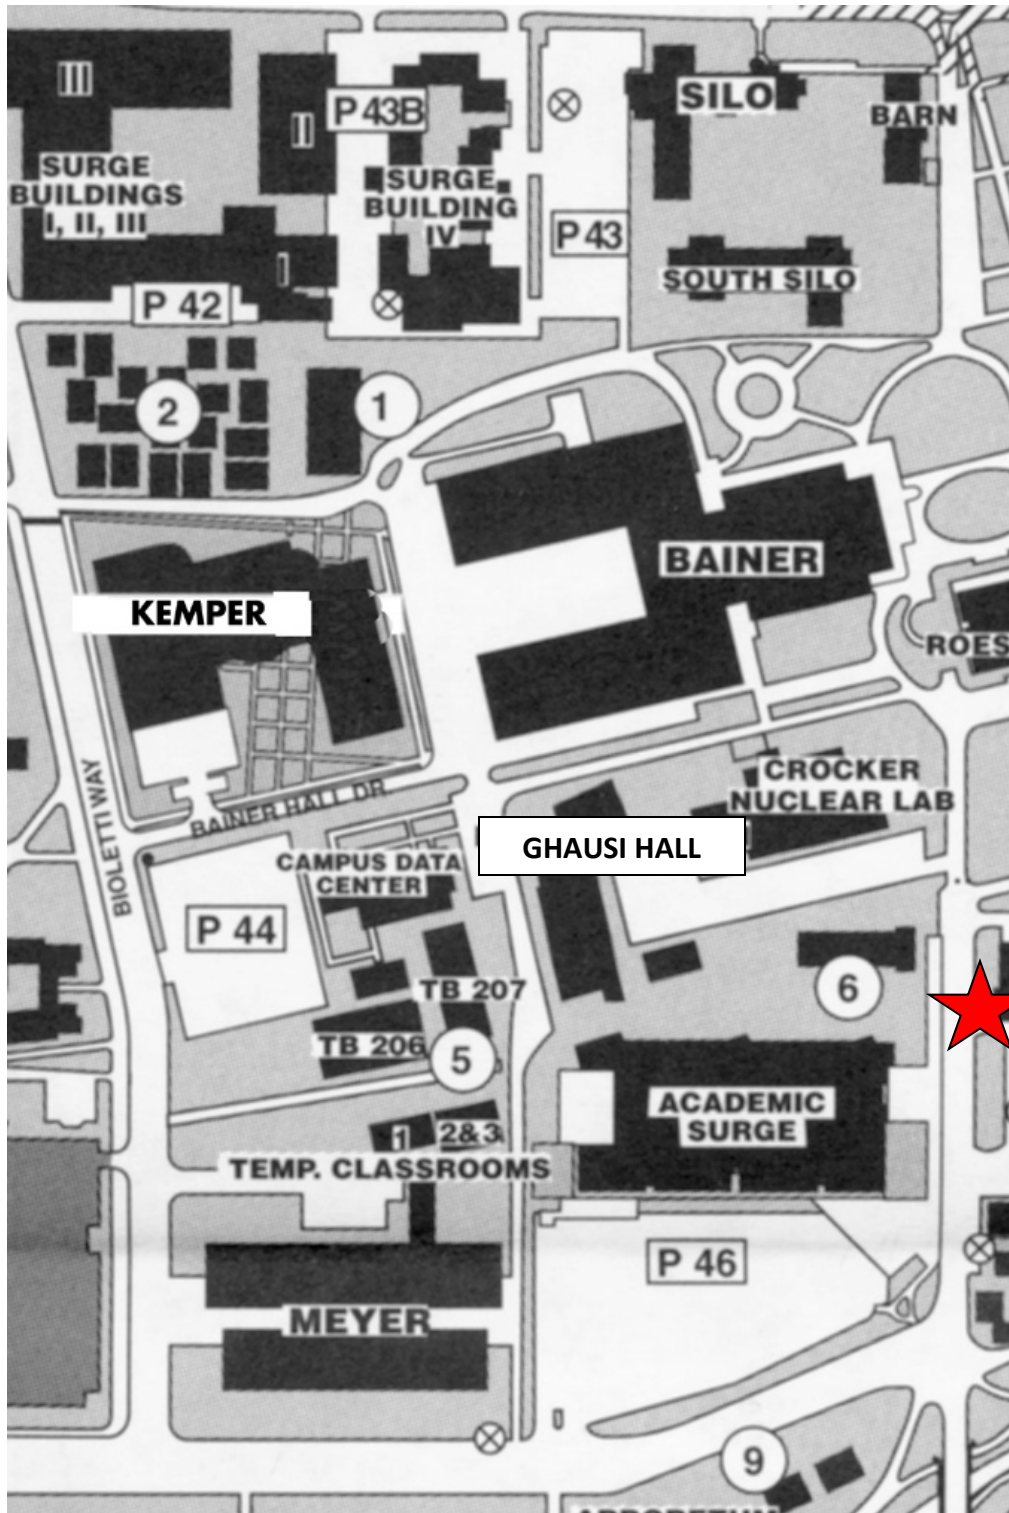 III
II
P 43B
SILO
BARN
SURGE
BUILDINGS
I, II, III
SURGE
BUILDING
IV
P 43
I
SOUTH SILO
P 42
2
1
BAINER
KEMPER
ROES
BIOLETTI WAY
BAINER HALL DR.
CROCKER
NUCLEAR LAB
GHAUSI HALL
CAMPUS DATA
CENTER
P 44
TB 207
6
TB 206
5
ACADEMIC
SURGE
1
2&3
TEMP. CLASSROOMS
P 46
MEYER
9
ARBORETUM